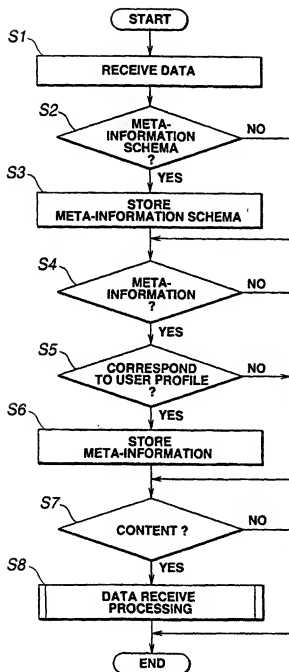 START
S1
RECEIVE DATA
S2
META-
INFORMATION
SCHEMA
?
NO
YES
S3
STORE
META-INFORMATION SCHEMA
S4
META-
INFORMATION
?
NO
YES
S5
CORRESPOND
TO USER PROFILE
?
NO
YES
S6
STORE
META-INFORMATION
S7
CONTENT ?
NO
YES
S8
DATA RECEIVE
PROCESSING
END